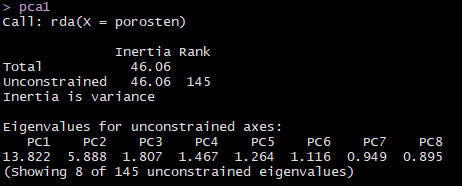 > pca1
Call: rda(X = porosten)
Inertia Rank
Total 46.06
Unconstrained 46.06 145
Inertia is variance
Eigenvalues for unconstrained axes:
PC1 PC2 PC3 PC4 PC5 PC6 PC7 PC8
13.822 5.888 1.807 1.467 1.264 1.116 0.949 0.895
(Showing 8 of 145 unconstrained eigenvalues)